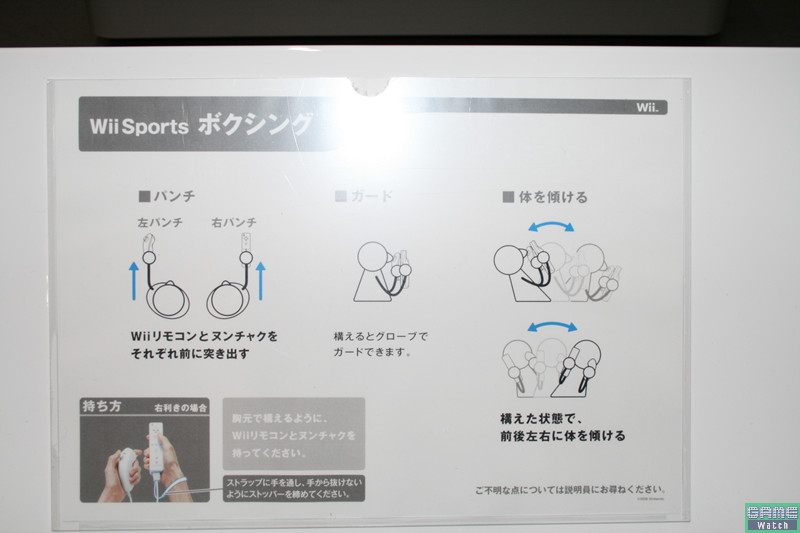 Wii Sports ボクシング
Wii.
■パンチ
左パンチ 右パンチ
Wiiリモコンとヌンチャクを
それぞれ前に突き出す
■ガード
構えるとグローブで
ガードできます。
■体を傾ける
構えた状態で、
前後左右に体を傾ける
持ち方 右利きの場合
胸元で構えるように、
Wiiリモコンとヌンチャクを
持ってください。
ストラップに手を通し、手から抜けない
ようにストッパーを締めてください。
ご不明な点については説明員にお尋ねください。
GAME
Watch